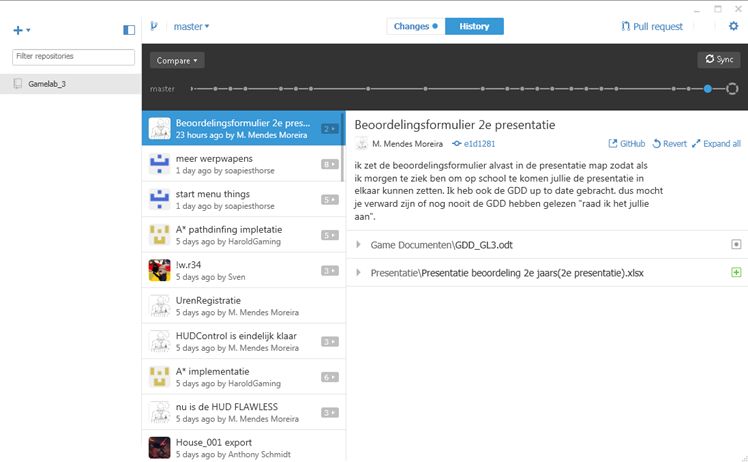 master
Changes
History
Pull request
Filter repositories
Gamelab_3
Compare
Sync
master
Beoordelingsformulier 2e pres...
23 hours ago by M. Mendes Moreira
2
meer werpwapens
1 day ago by soapiesthorse
8
start menu things
1 day ago by soapiesthorse
5
A* pathdinfing impletatie
5 days ago by HaroldGaming
5
!w.r34
5 days ago by Sven
3
UrenRegistratie
5 days ago by M. Mendes Moreira
HUDControl is eindelijk klaar
5 days ago by M. Mendes Moreira
3
A* implementatie
5 days ago by HaroldGaming
6
nu is de HUD FLAWLESS
5 days ago by M. Mendes Moreira
3
House_001 export
5 days ago by Anthony Schmidt
Beoordelingsformulier 2e presentatie
M. Mendes Moreira
e1d1281
GitHub
Revert
Expand all
ik zet de beoordelingsformulier alvast in de presentatie map zodat als
ik morgen te ziek ben om op school te komen jullie de presentatie in
elkaar kunnen zetten. Ik heb ook de GDD up to date gebracht. dus mocht
je verward zijn of nog nooit de GDD hebben gelezen "raad ik het jullie
aan".
Game Documenten\GDD_GL3.odt
Presentatie\Presentatie beoordeling 2e jaars(2e presentatie).xlsx